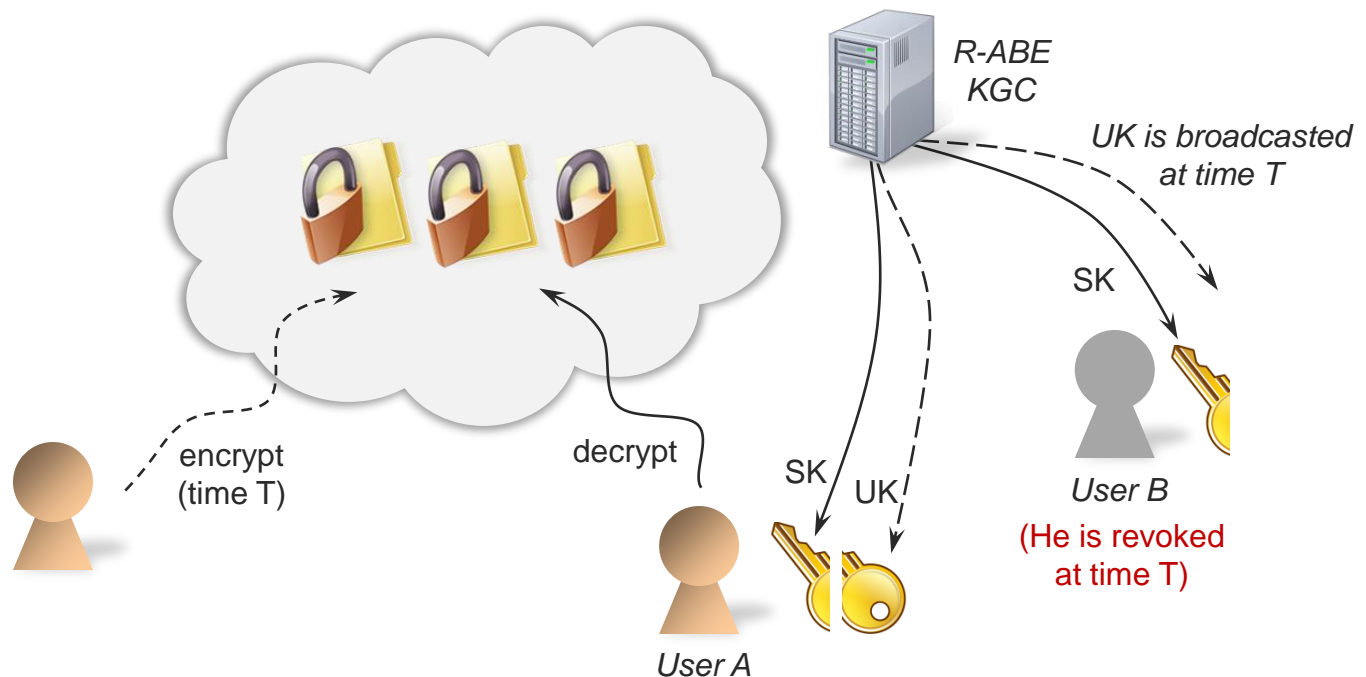 R-ABE
KGC
UK is broadcasted
at time T
SK
encrypt
(time T)
decrypt
SK
UK
User A
User B
(He is revoked
at time T)